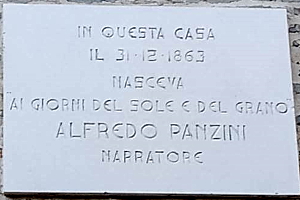 IN QUESTA CASA
IL 31-12-1863
NASCEVA
AI GIORNI DEL SOLE E DEL GRANO
ALFREDO PANZINI
NARRATORE